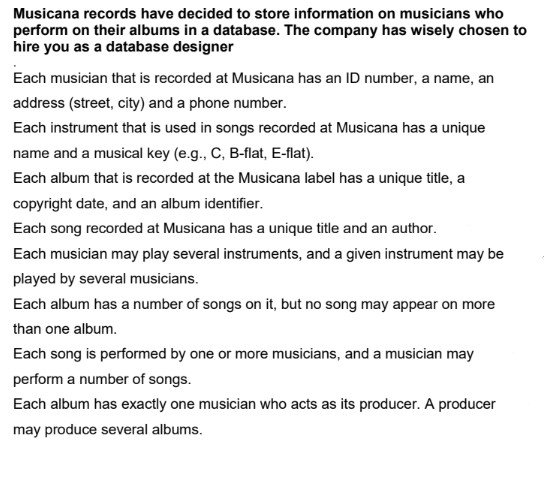 Musicana records have decided to store information on musicians who
perform on their albums in a database. The company has wisely chosen to
hire you as a database designer
.
Each musician that is recorded at Musicana has an ID number, a name, an
address (street, city) and a phone number.
Each instrument that is used in songs recorded at Musicana has a unique
name and a musical key (e.g., C, B-flat, E-flat).
Each album that is recorded at the Musicana label has a unique title, a
copyright date, and an album identifier.
Each song recorded at Musicana has a unique title and an author.
Each musician may play several instruments, and a given instrument may be
played by several musicians.
Each album has a number of songs on it, but no song may appear on more
than one album.
Each song is performed by one or more musicians, and a musician may
perform a number of songs.
Each album has exactly one musician who acts as its producer. A producer
may produce several albums.